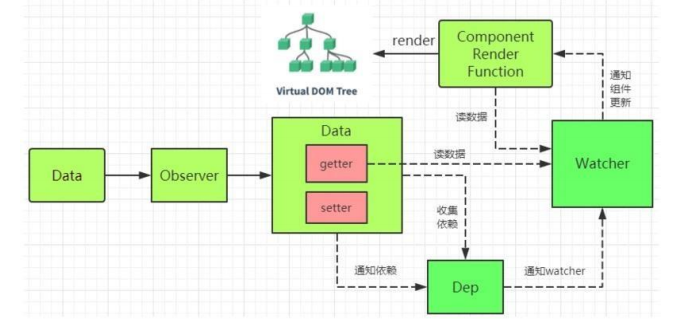 render
Component
Render
Function
通知
组件
更新
Virtual DOM Tree
读数据
Data
getter
读数据
Watcher
Data
Observer
setter
收集
依赖
通知依赖
Dep
通知watcher